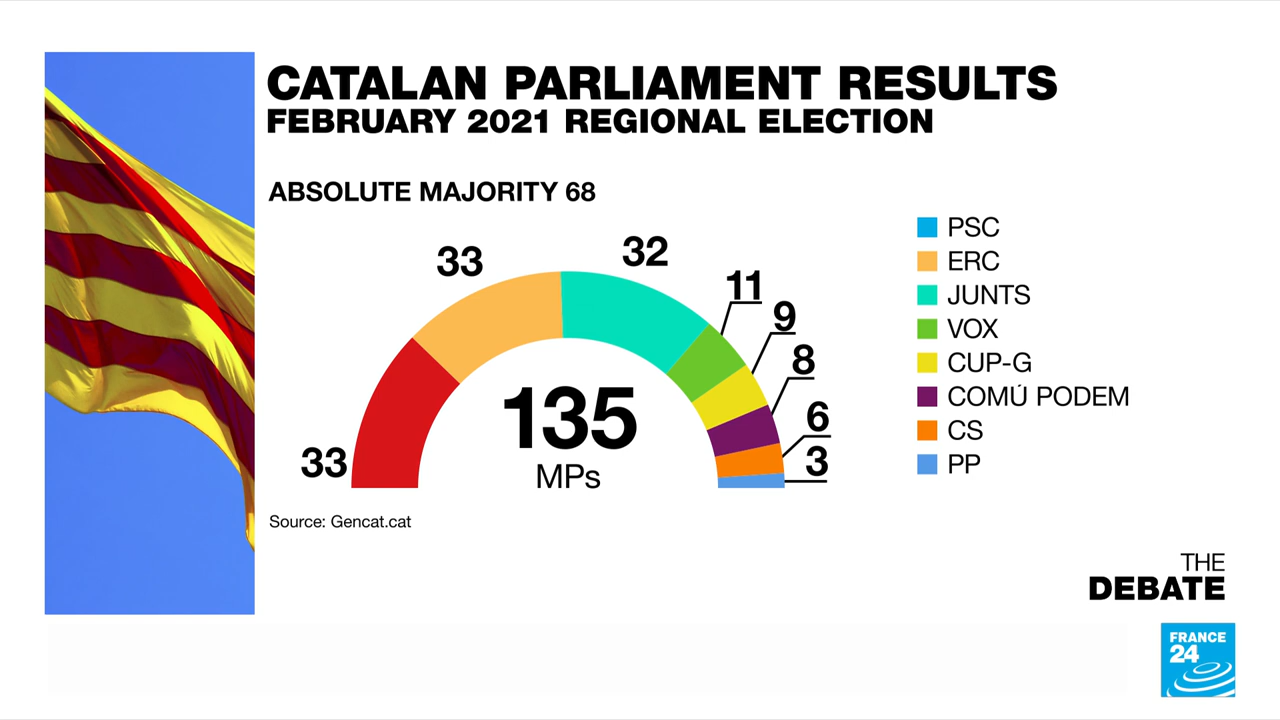 CATALAN PARLIAMENT RESULTS
FEBRUARY 2021 REGIONAL ELECTION
ABSOLUTE MAJORITY 68
33
33
32
11
9
8
6
3
135
MPs
PSC
ERC
JUNTS
VOX
CUP-G
COMÚ PODEM
CS
PP
Source: Gencat.cat
THE
DEBATE
FRANCE
24